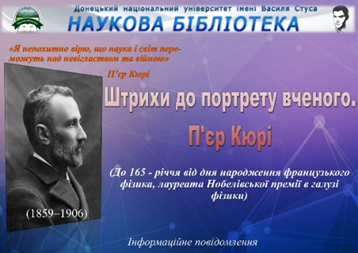 Донецький національний університет імені Василя Стуса
НАУКОВА БІБЛІОТЕКА
«Я непохитно вірю, що наука і світ пере-
можуть над невіглаством та війною»
П’єр Кюрі
Штрихи до портрету вченого.
П'єр Кюрі
(До 165 - річчя від дня народження французького
фізика, лауреата Нобелівської премії в галузі
фізики)
(1859–1906)
Інформаційне повідомлення